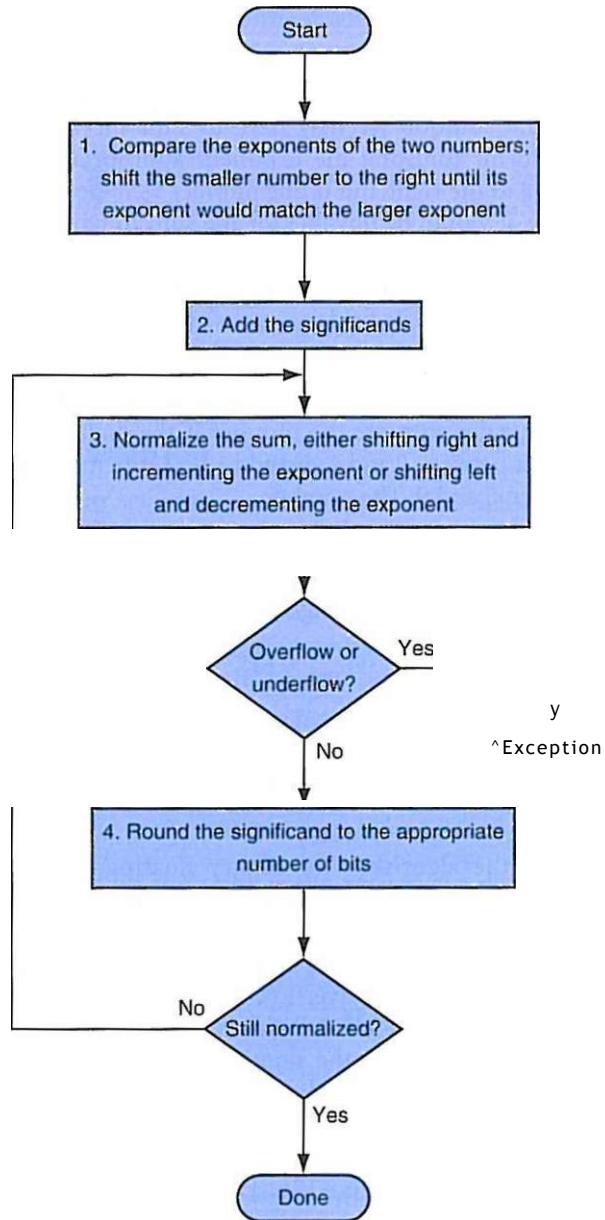 Start
1. Compare the exponents of the two numbers;
shift the smaller number to the right until its
exponent would match the larger exponent
2. Add the significands
3. Normalize the sum, either shifting right and
incrementing the exponent or shifting left
and decrementing the exponent
Overflow or
underflow?
Yes
y
^Exception
No
4. Round the significand to the appropriate
number of bits
No
Still normalized?
Yes
Done